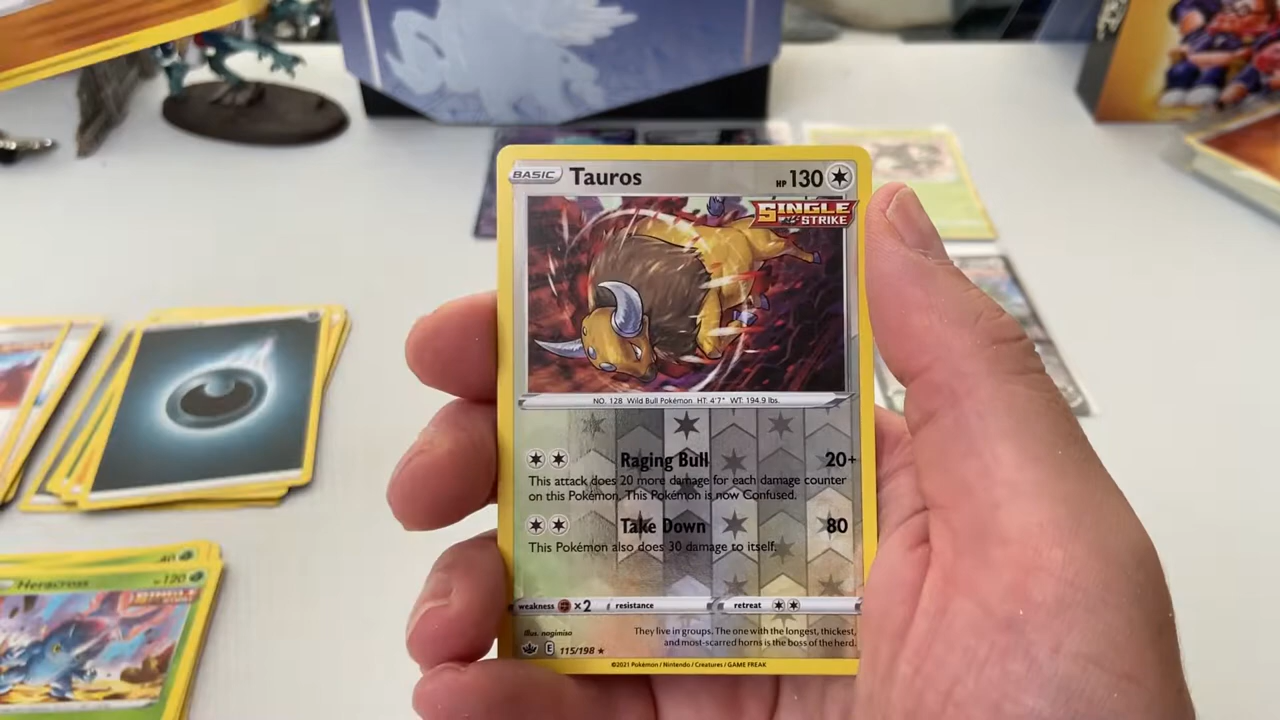 BASIC Tauros HP 130
SINGLE
STRIKE
NO. 128 Wild Bull Pokémon HT: 4'7" WT: 194.9 lbs.
Raging Bull 20+
This attack does 20 more damage for each damage counter
on this Pokémon. This Pokémon is now Confused.
Take Down 80
This Pokémon also does 30 damage to itself.
weakness ×2 resistance retreat
Illus. nagimiso
They live in groups. The one with the longest, thickest,
and most-scarred horns is the boss of the herd.
E 115/198 ★
©2021 Pokémon / Nintendo / Creatures / GAME FREAK
40
Heracross HP 120